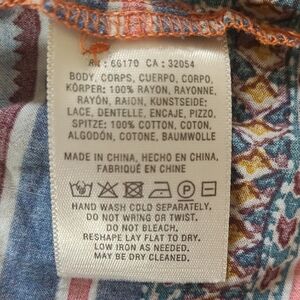 RN: 66170 CA: 32054
BODY, CORPS, CUERPO, CORPO,
KÖRPER: 100% RAYON, RAYONNE,
RAYÓN, RAION, KUNSTSEIDE;
LACE, DENTELLE, ENCAJE, PIZZO,
SPITZE: 100% COTTON, COTON,
ALGODÓN, COTONE, BAUMWOLLE
MADE IN CHINA, HECHO EN CHINA,
FABRIQUÉ EN CHINE
HAND WASH COLD SEPARATELY.
DO NOT WRING OR TWIST.
DO NOT BLEACH.
RESHAPE LAY FLAT TO DRY.
LOW IRON AS NEEDED.
MAY BE DRY CLEANED.